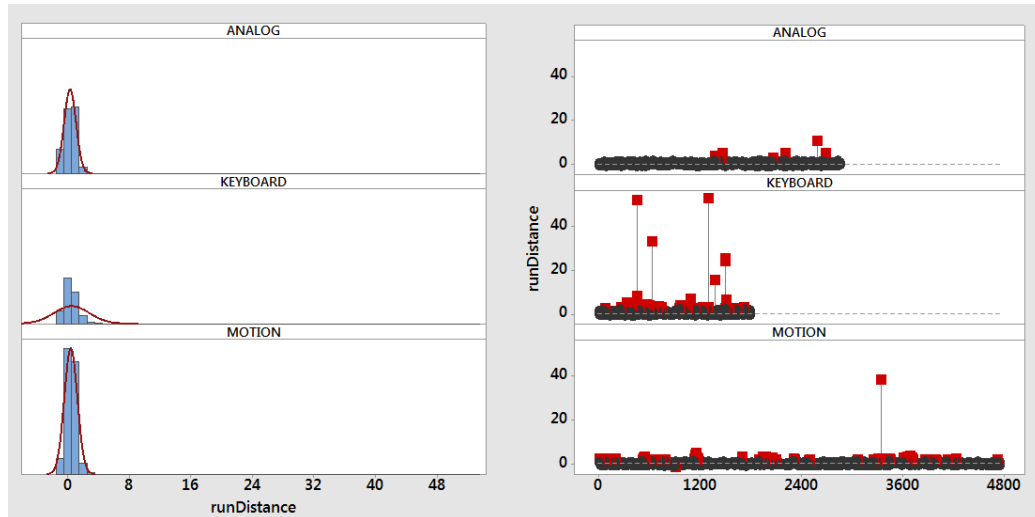 ANALOG
KEYBOARD
MOTION
0 8 16 24 32 40 48
runDistance
ANALOG
40
20
0
KEYBOARD
40
20
0
MOTION
40
20
0
runDistance
0 1200 2400 3600 4800